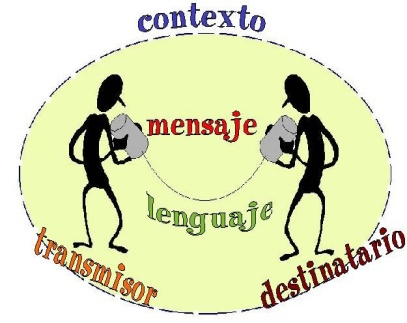 contexto
mensaje
lenguaje
transmisor
destinatario